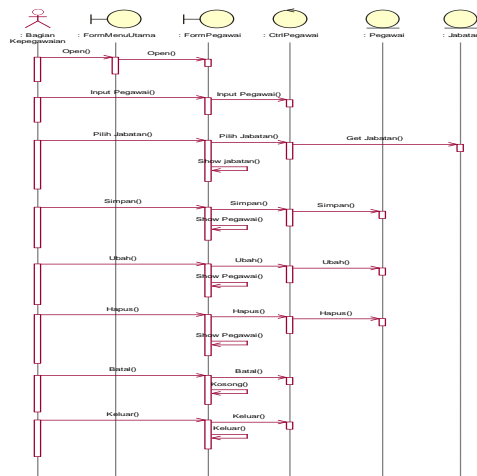 : Bagian
Kepegawaian
: FormMenuUtama
: FormPegawai
: CtrlPegawai
: Pegawai
: Jabatan
Open()
Open()
Input Pegawai()
Input Pegawai()
Pilih Jabatan()
Pilih Jabatan()
Get Jabatan()
Show jabatan()
Simpan()
Simpan()
Simpan()
Show Pegawai()
Ubah()
Ubah()
Ubah()
Show Pegawai()
Hapus()
Hapus()
Hapus()
Show Pegawai()
Batal()
Batal()
Kosong()
Keluar()
Keluar()
Keluar()